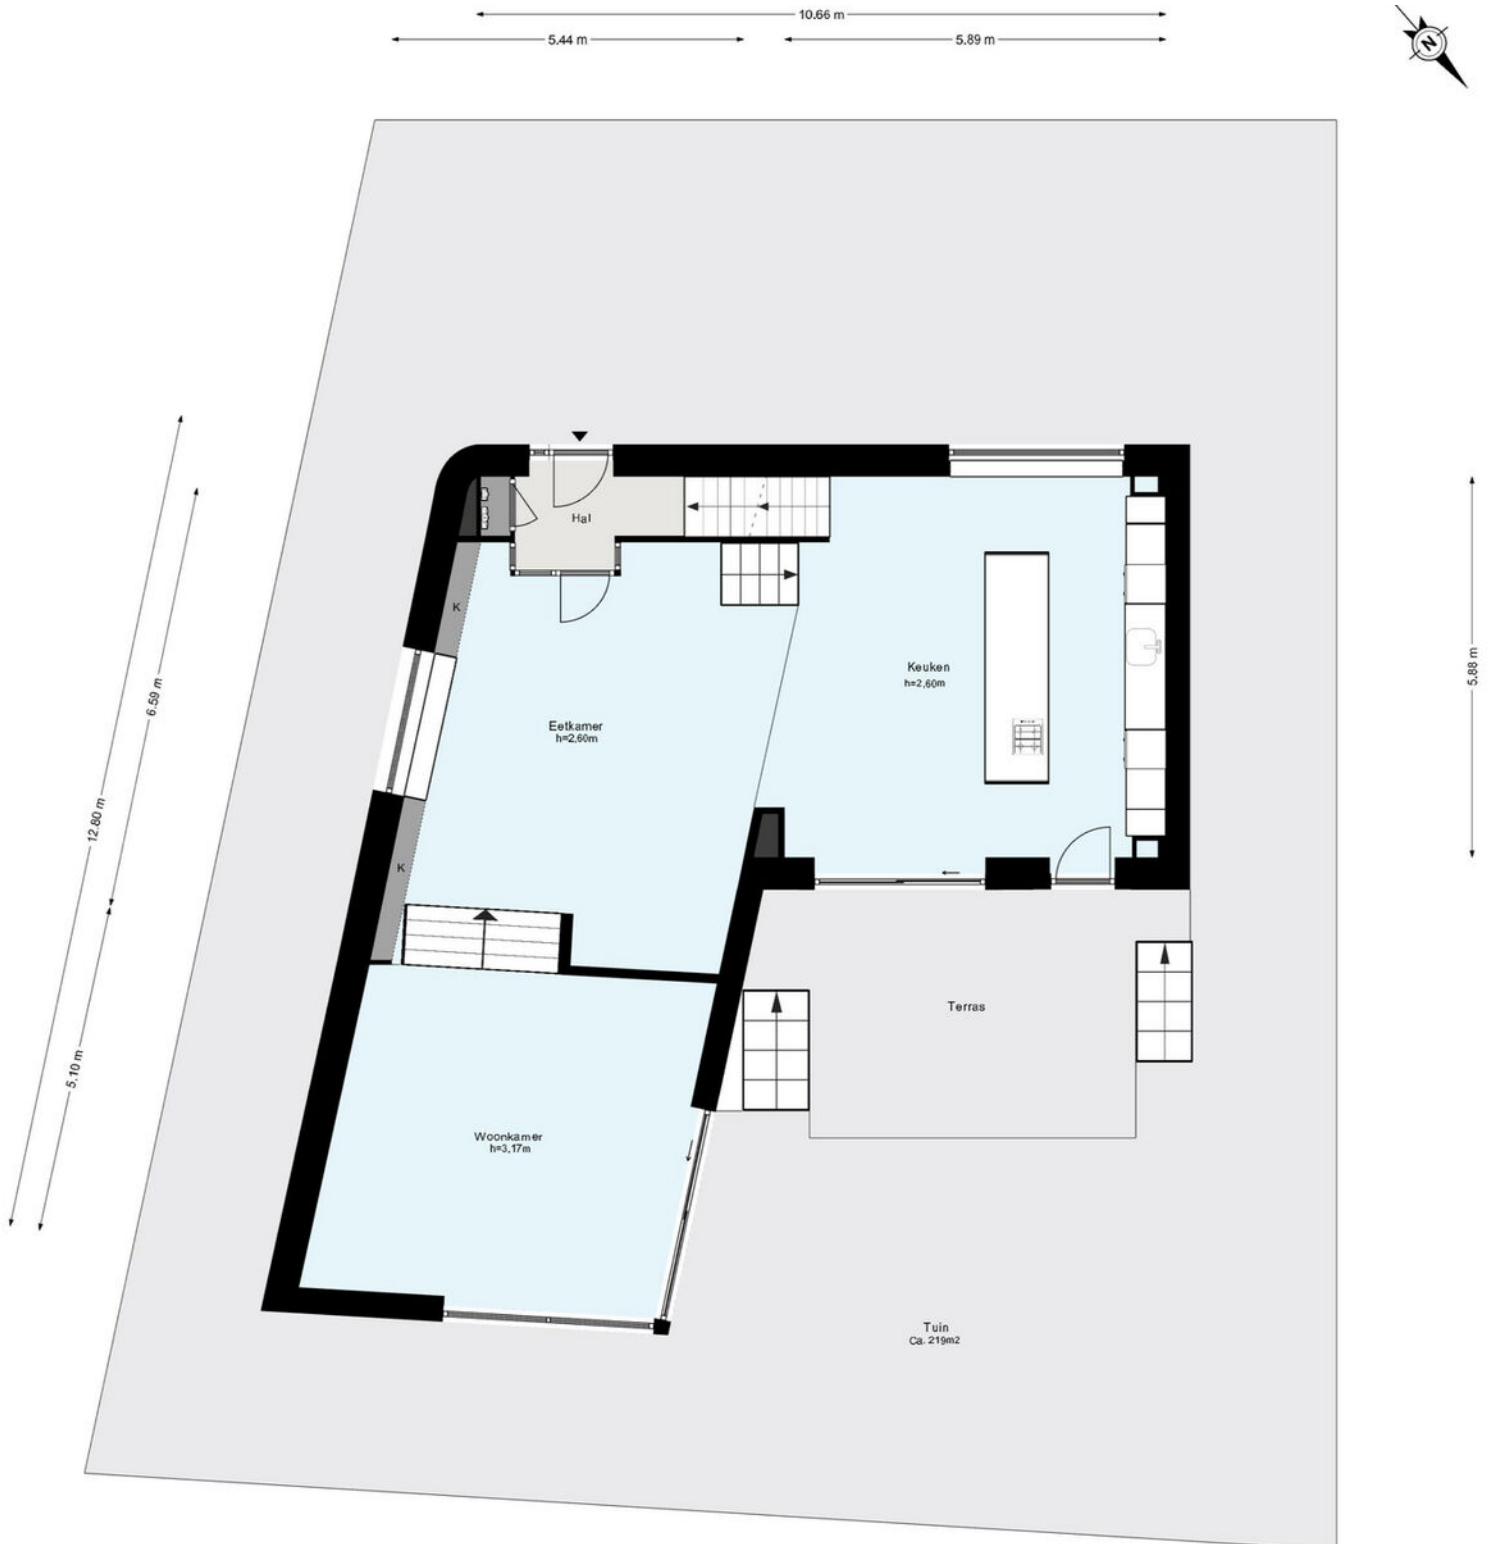 10.66 m
5.44 m
5.89 m
N
Hal
K
Keuken
h=2,60m
5.88 m
6.59 m
Eetkamer
h=2,60m
12.80 m
K
Terras
5.10 m
Woonkamer
h=3,17m
Tuin
Ca. 219m2